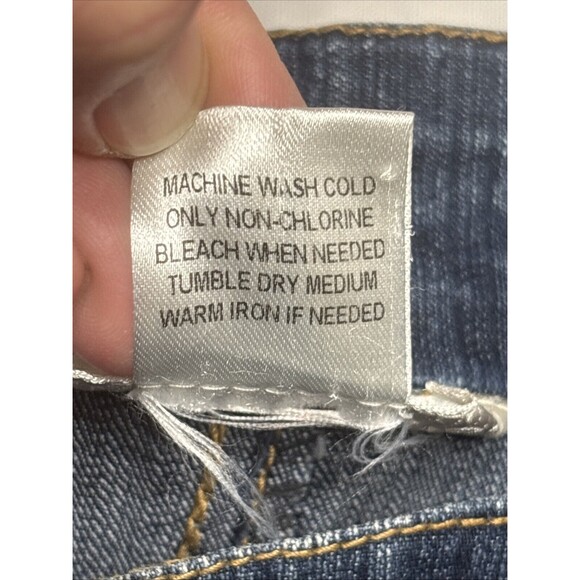 MACHINE WASH COLD
ONLY NON-CHLORINE
BLEACH WHEN NEEDED
TUMBLE DRY MEDIUM
WARM IRON IF NEEDED